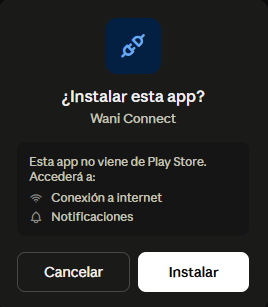 ¿Instalar esta app?
Wani Connect
Esta app no viene de Play Store.
Accederá a:
Conexión a internet
Notificaciones
Cancelar
Instalar